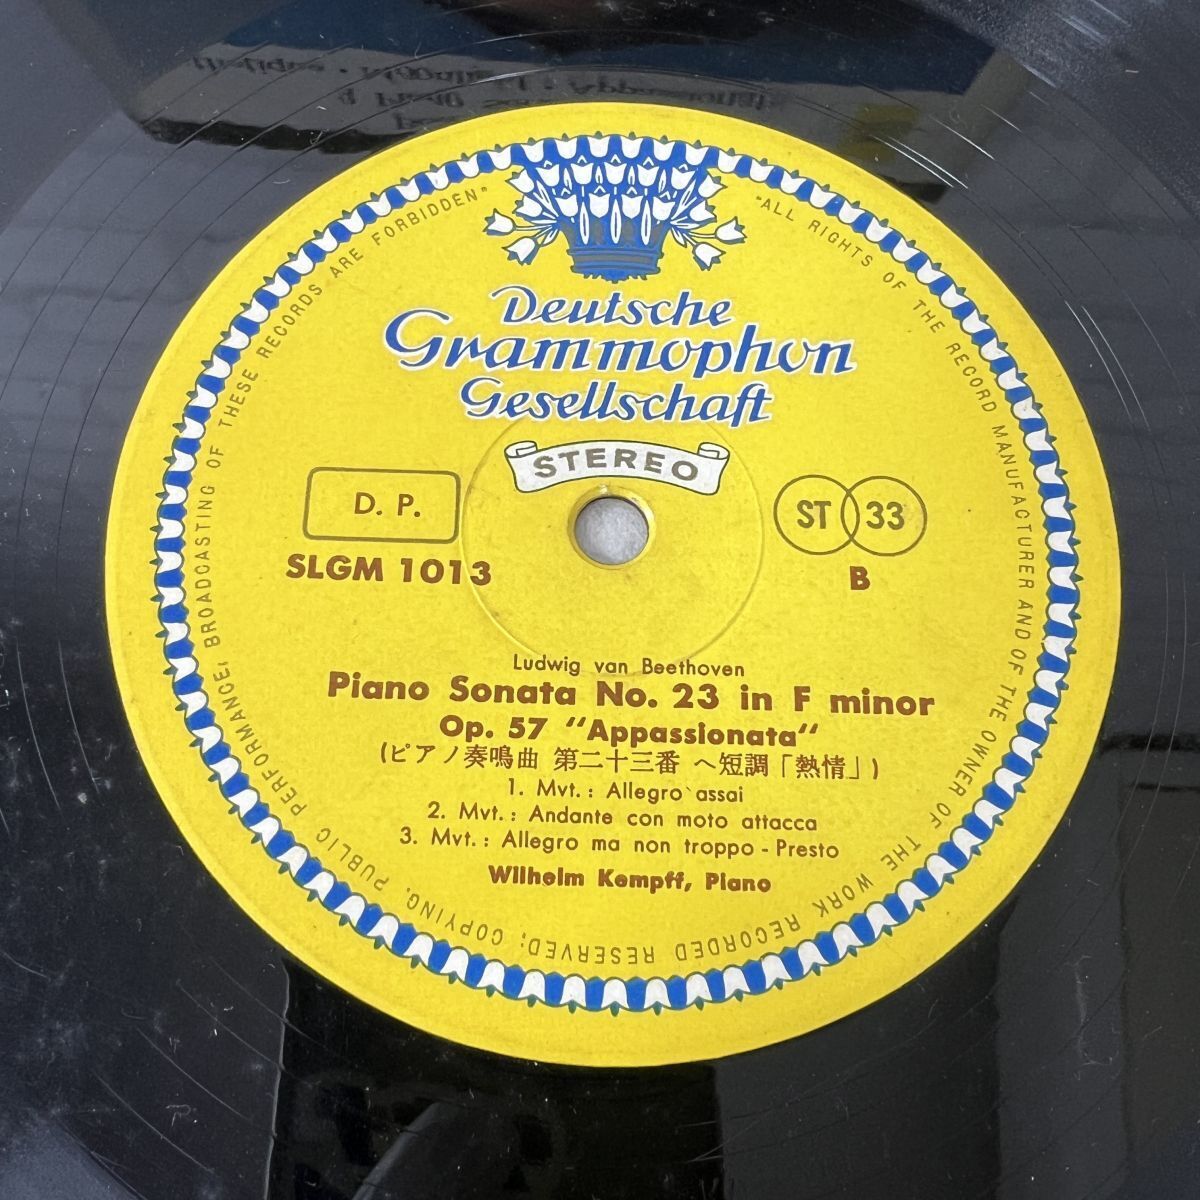 "ALL RIGHTS OF THE RECORD MANUFACTURER AND OF THE OWNER OF THE WORK RECORDED RESERVED; COPYING, PUBLIC PERFORMANCE, BROADCASTING OF THESE RECORDS ARE FORBIDDEN"
Deutsche
Grammophon
Gesellschaft
STEREO
D. P.
ST 33
SLGM 1013
B
Ludwig van Beethoven
Piano Sonata No. 23 in F minor
Op. 57 “Appassionata“
(ピアノ奏鳴曲 第二十三番 ヘ短調「熱情」)
1. Mvt.: Allegro assai
2. Mvt.: Andante con moto attacca
3. Mvt.: Allegro ma non troppo - Presto
Wilhelm Kempff, Piano